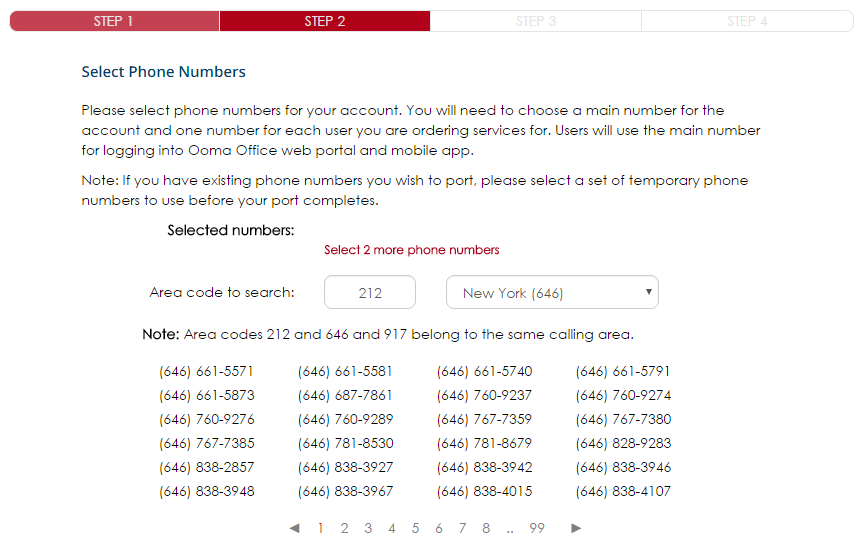 STEP 1 STEP 2 STEP 3 STEP 4
Select Phone Numbers
Please select phone numbers for your account. You will need to choose a main number for the
account and one number for each user you are ordering services for. Users will use the main number
for logging into Ooma Office web portal and mobile app.
Note: If you have existing phone numbers you wish to port, please select a set of temporary phone
numbers to use before your port completes.
Selected numbers:
Select 2 more phone numbers
Area code to search: 212 New York (646)
Note: Area codes 212 and 646 and 917 belong to the same calling area.
(646) 661-5571 (646) 661-5581 (646) 661-5740 (646) 661-5791
(646) 661-5873 (646) 687-7861 (646) 760-9237 (646) 760-9274
(646) 760-9276 (646) 760-9289 (646) 767-7359 (646) 767-7380
(646) 767-7385 (646) 781-8530 (646) 781-8679 (646) 828-9283
(646) 838-2857 (646) 838-3927 (646) 838-3942 (646) 838-3946
(646) 838-3948 (646) 838-3967 (646) 838-4015 (646) 838-4107
◄ 1 2 3 4 5 6 7 8 .. 99 ►